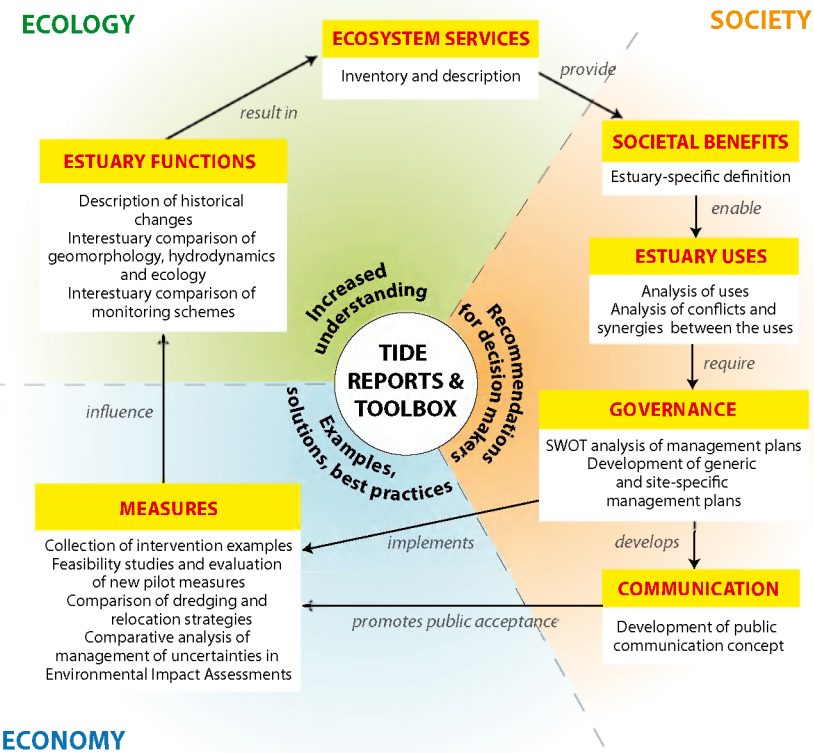 ECOLOGY
SOCIETY
ECOSYSTEM SERVICES
Inventory and description
provide
result in
SOCIETAL BENEFITS
Estuary-specific definition
enable
ESTUARY FUNCTIONS
Description of historical
changes
Interestuary comparison of
geomorphology, hydrodynamics
and ecology
Interestuary comparison of
monitoring schemes
ESTUARY USES
Analysis of uses
Analysis of conflicts and
synergies between the uses
require
Increased
understanding
Recommendations
for decision makers
Examples,
solutions, best practices
TIDE
REPORTS &
TOOLBOX
influence
GOVERNANCE
SWOT analysis of management plans
Development of generic
and site-specific
management plans
implements
develops
MEASURES
Collection of intervention examples
Feasibility studies and evaluation
of new pilot measures
Comparison of dredging and
relocation strategies
Comparative analysis of
management of uncertainties in
Environmental Impact Assessments
COMMUNICATION
Development of public
communication concept
promotes public acceptance
ECONOMY